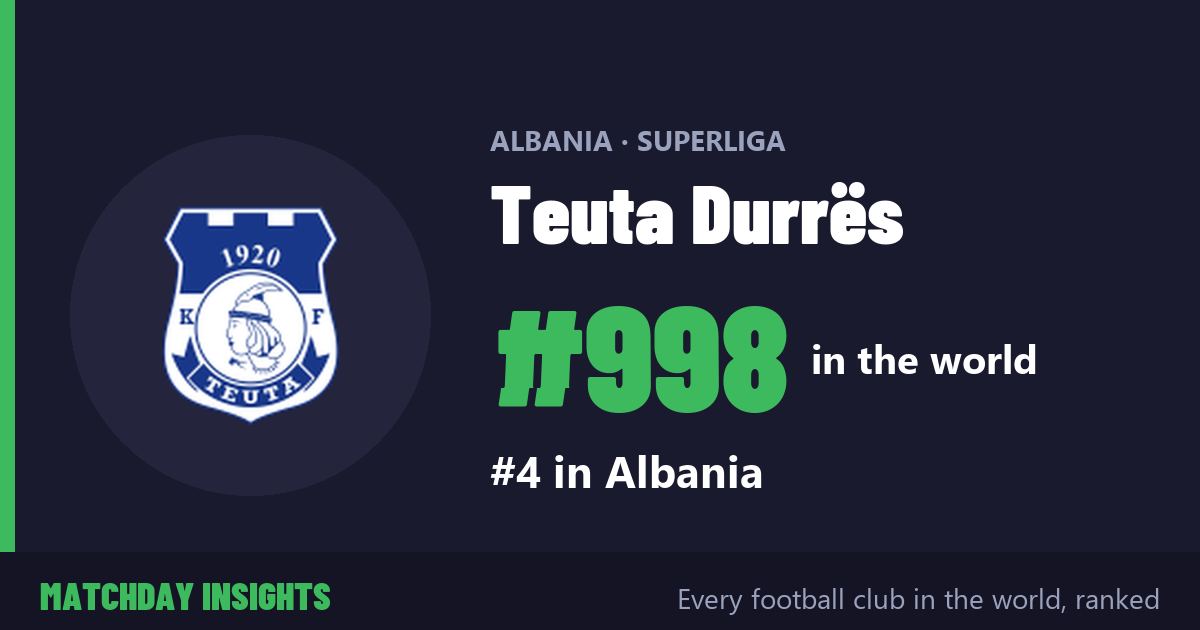 ALBANIA · SUPERLIGA
Teuta Durrës
1920
K F
TEUTA
#998 in the world
#4 in Albania
MATCHDAY INSIGHTS
Every football club in the world, ranked